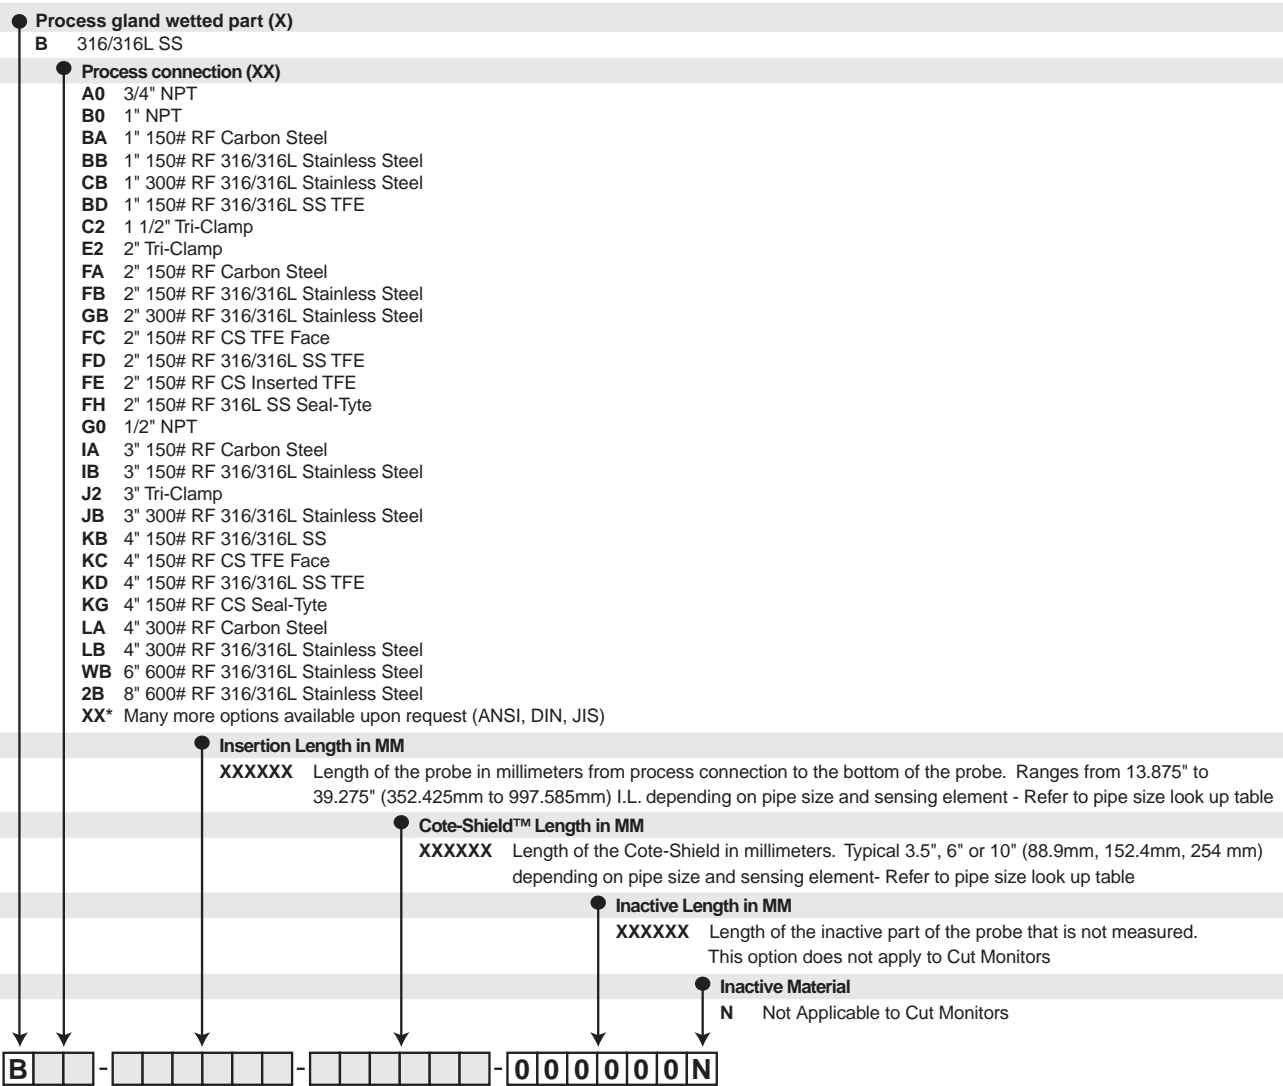 Process gland wetted part (X)
B 316/316L SS
Process connection (XX)
A0 3/4" NPT
B0 1" NPT
BA 1" 150# RF Carbon Steel
BB 1" 150# RF 316/316L Stainless Steel
CB 1" 300# RF 316/316L Stainless Steel
BD 1" 150# RF 316/316L SS TFE
C2 1 1/2" Tri-Clamp
E2 2" Tri-Clamp
FA 2" 150# RF Carbon Steel
FB 2" 150# RF 316/316L Stainless Steel
GB 2" 300# RF 316/316L Stainless Steel
FC 2" 150# RF CS TFE Face
FD 2" 150# RF 316/316L SS TFE
FE 2" 150# RF CS Inserted TFE
FH 2" 150# RF 316L SS Seal-Tyte
G0 1/2" NPT
IA 3" 150# RF Carbon Steel
IB 3" 150# RF 316/316L Stainless Steel
J2 3" Tri-Clamp
JB 3" 300# RF 316/316L Stainless Steel
KB 4" 150# RF 316/316L SS
KC 4" 150# RF CS TFE Face
KD 4" 150# RF 316/316L SS TFE
KG 4" 150# RF CS Seal-Tyte
LA 4" 300# RF Carbon Steel
LB 4" 300# RF 316/316L Stainless Steel
WB 6" 600# RF 316/316L Stainless Steel
2B 8" 600# RF 316/316L Stainless Steel
XX* Many more options available upon request (ANSI, DIN, JIS)
Insertion Length in MM
XXXXXX Length of the probe in millimeters from process connection to the bottom of the probe. Ranges from 13.875" to
39.275" (352.425mm to 997.585mm) I.L. depending on pipe size and sensing element - Refer to pipe size look up table
Cote-Shield™ Length in MM
XXXXXX Length of the Cote-Shield in millimeters. Typical 3.5", 6" or 10" (88.9mm, 152.4mm, 254 mm)
depending on pipe size and sensing element- Refer to pipe size look up table
Inactive Length in MM
XXXXXX Length of the inactive part of the probe that is not measured.
This option does not apply to Cut Monitors
Inactive Material
N Not Applicable to Cut Monitors
B - - - 0 0 0 0 0 0 N